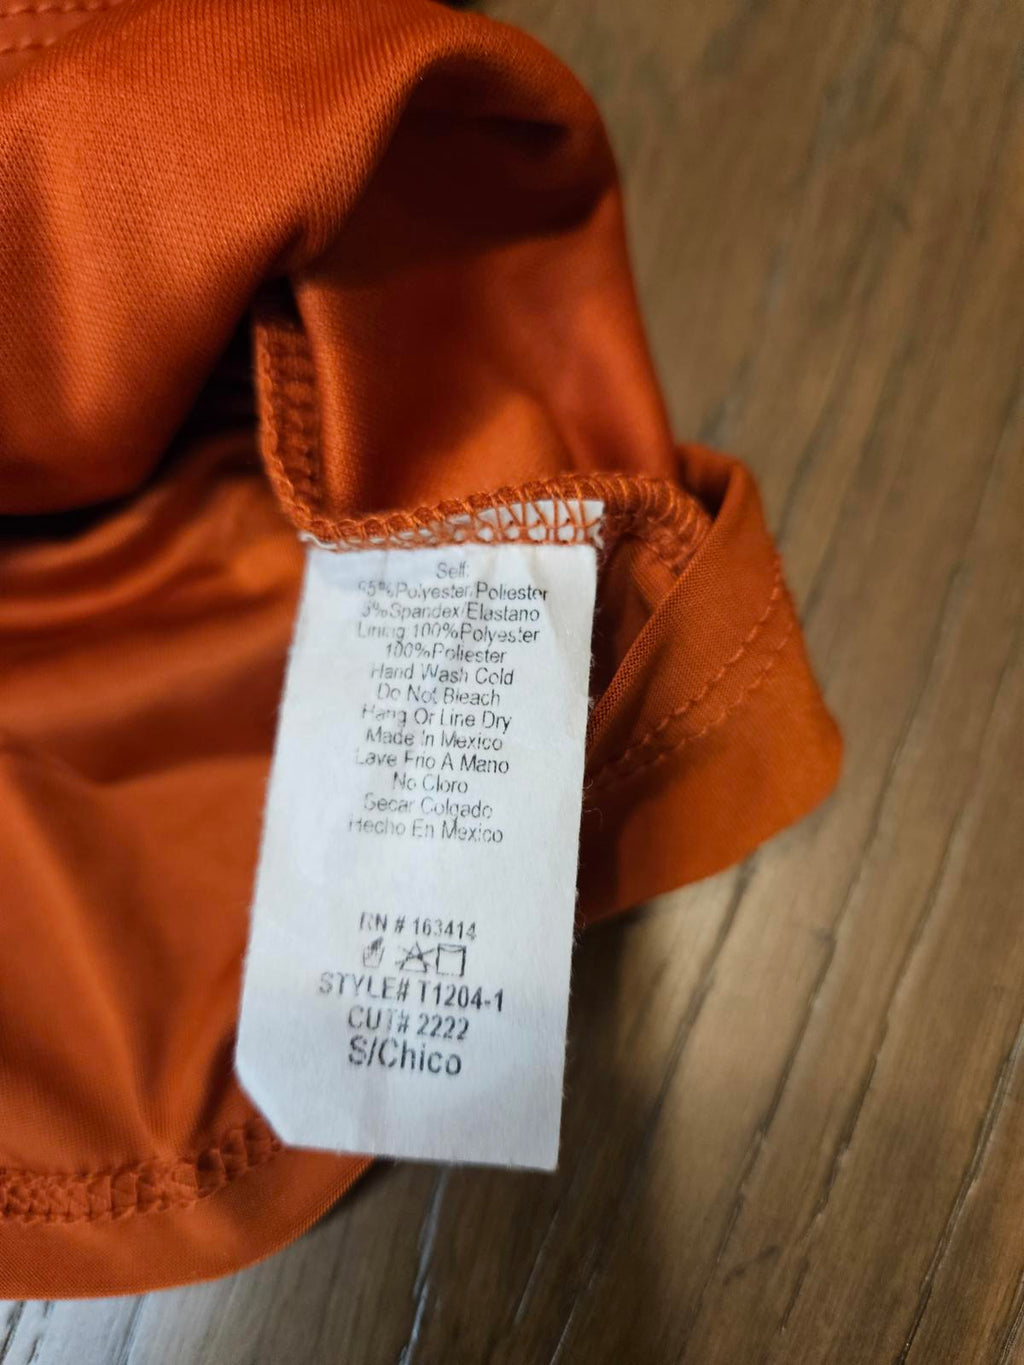 Self:
Polyester/Poliester
Spandex/Elastano
Lining 100%Polyester
100%Poliester
Hand Wash Cold
Do Not Bleach
Hang Or Line Dry
Made In Mexico
Lave Frio A Mano
No Cloro
Secar Colgado
Hecho En Mexico
RN # 163414
STYLE# T1204-1
CUT# 2222
S/Chico